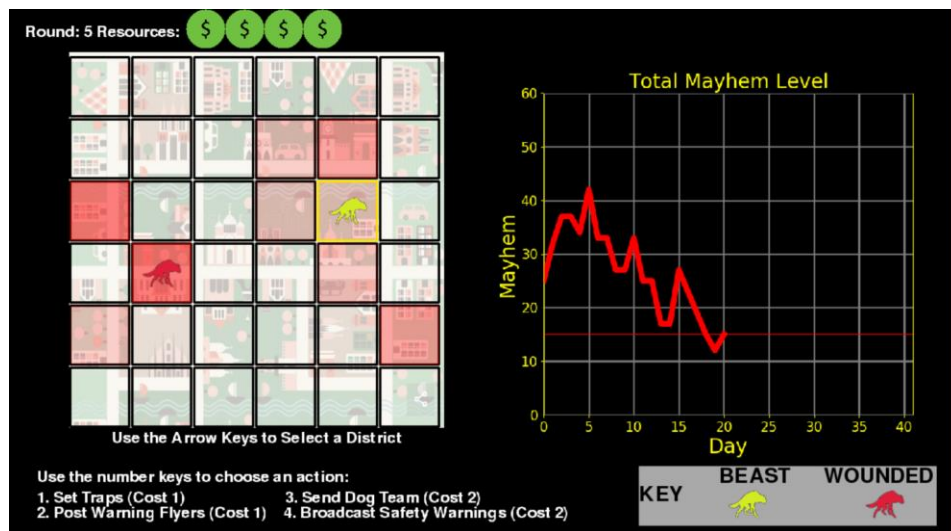 Round: 5 Resources: $ $ $ $
Total Mayhem Level
60
50
40
30
20
10
0
Mayhem
0 5 10 15 20 25 30 35 40
Day
Use the Arrow Keys to Select a District
Use the number keys to choose an action:
1. Set Traps (Cost 1) 3. Send Dog Team (Cost 2)
2. Post Warning Flyers (Cost 1) 4. Broadcast Safety Warnings (Cost 2)
KEY BEAST WOUNDED